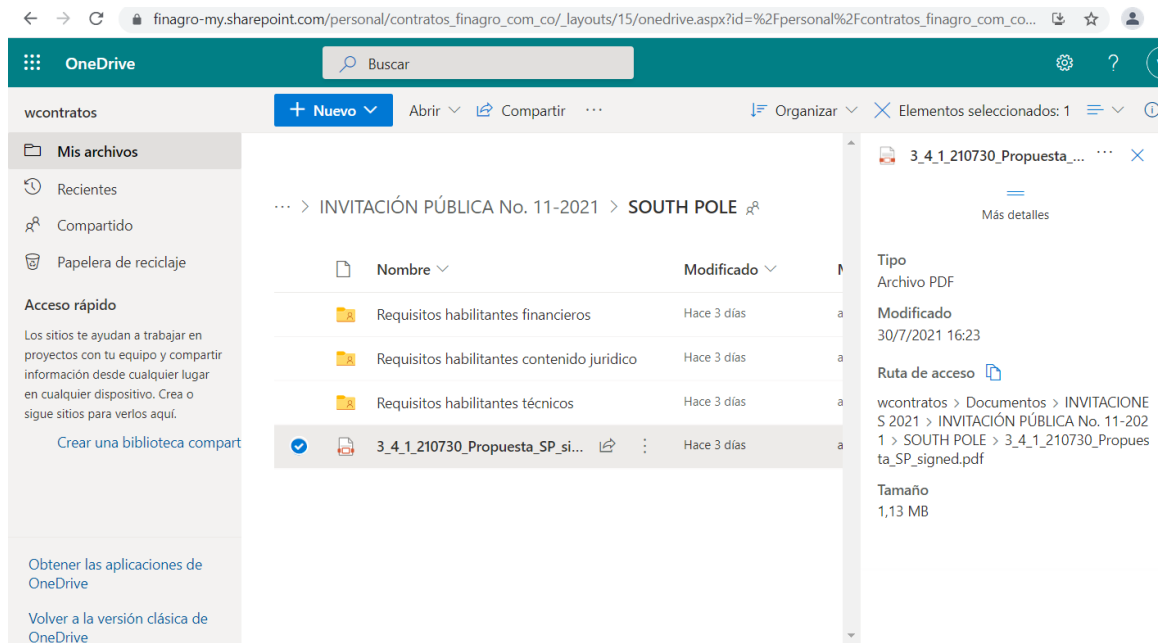 finagro-my.sharepoint.com/personal/contratos_finagro_com_co/_layouts/15/onedrive.aspx?id=%2Fpersonal%2Fcontratos_finagro_com_co...
OneDrive
Buscar
wcontratos
Mis archivos
Recientes
Compartido
Papelera de reciclaje
Acceso rápido
Los sitios te ayudan a trabajar en
proyectos con tu equipo y compartir
información desde cualquier lugar
en cualquier dispositivo. Crea o
sigue sitios para verlos aquí.
Crear una biblioteca compart
Obtener las aplicaciones de
OneDrive
Volver a la versión clásica de
OneDrive
+ Nuevo Abrir Compartir ... Organizar Elementos seleccionados: 1
... > INVITACIÓN PÚBLICA No. 11-2021 > SOUTH POLE
Nombre Modificado
Requisitos habilitantes financieros Hace 3 días a
Requisitos habilitantes contenido juridico Hace 3 días a
Requisitos habilitantes técnicos Hace 3 días a
3_4_1_210730_Propuesta_SP_si... Hace 3 días a
3_4_1_210730_Propuesta_... ...
Más detalles
Tipo
Archivo PDF
Modificado
30/7/2021 16:23
Ruta de acceso
wcontratos > Documentos > INVITACIONE
S 2021 > INVITACIÓN PÚBLICA No. 11-202
1 > SOUTH POLE > 3_4_1_210730_Propues
ta_SP_signed.pdf
Tamaño
1,13 MB